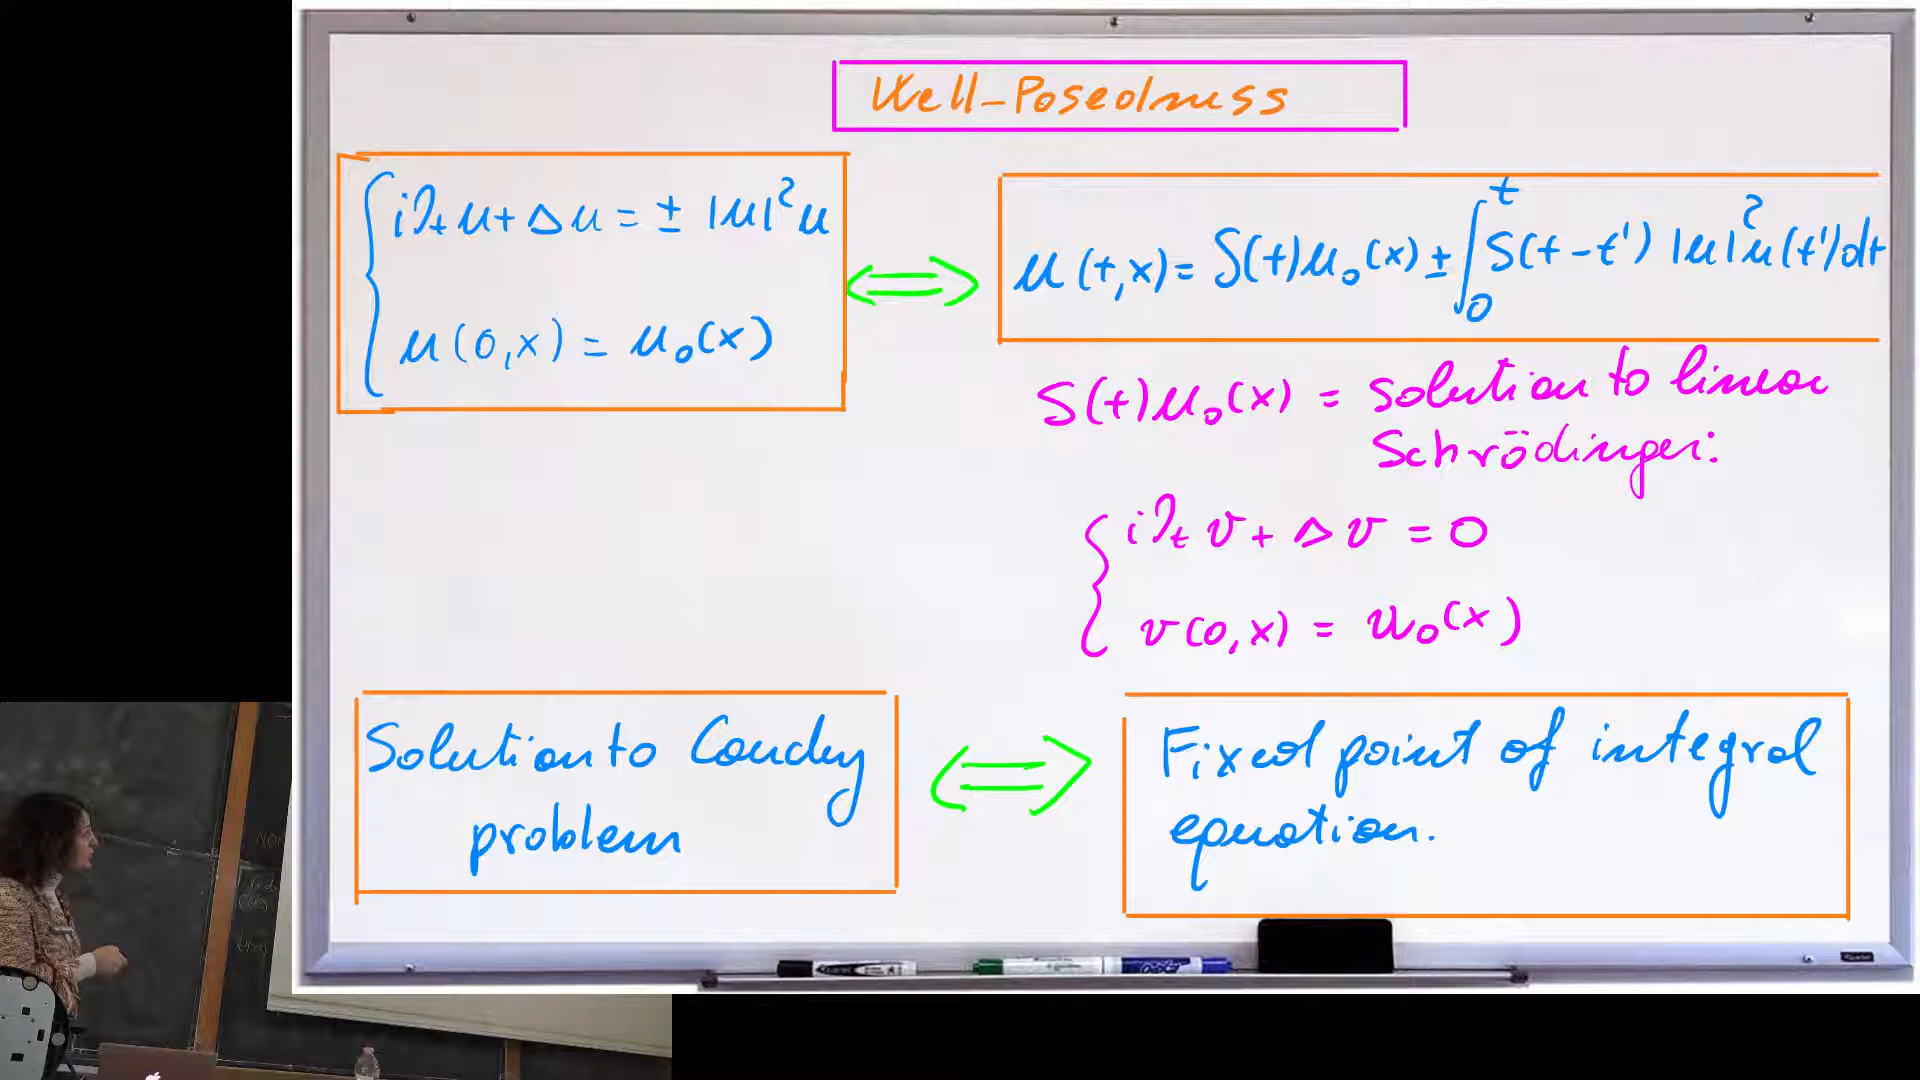 Well-Posedness
i∂ₜu + Δu = ± |u|²u
u(0,x) = u₀(x)
u(t,x) = S(t)u₀(x) ± ∫₀ᵗ S(t-t') |u|²u(t')dt
S(t)u₀(x) = solution to linear
Schrödinger:
i∂ₜv + Δv = 0
v(0,x) = u₀(x)
Solution to Cauchy
problem
Fixed point of integral
equation.